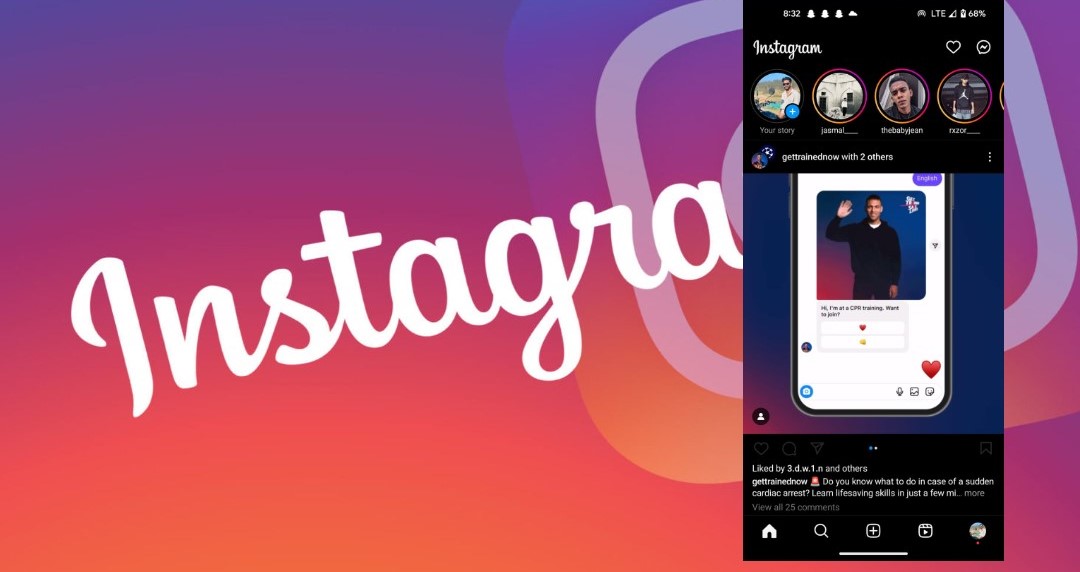 Instagra
8:32
LTE
68%
Instagram
Your story
jasmal___
thebabyjean
rxzor___
gettrainednow with 2 others
English
Hi, I'm at a CPR training. Want
to join?
Liked by 3.d.w.1.n and others
gettrainednow 🚨 Do you know what to do in case of a sudden
cardiac arrest? Learn lifesaving skills in just a few mi... more
View all 25 comments